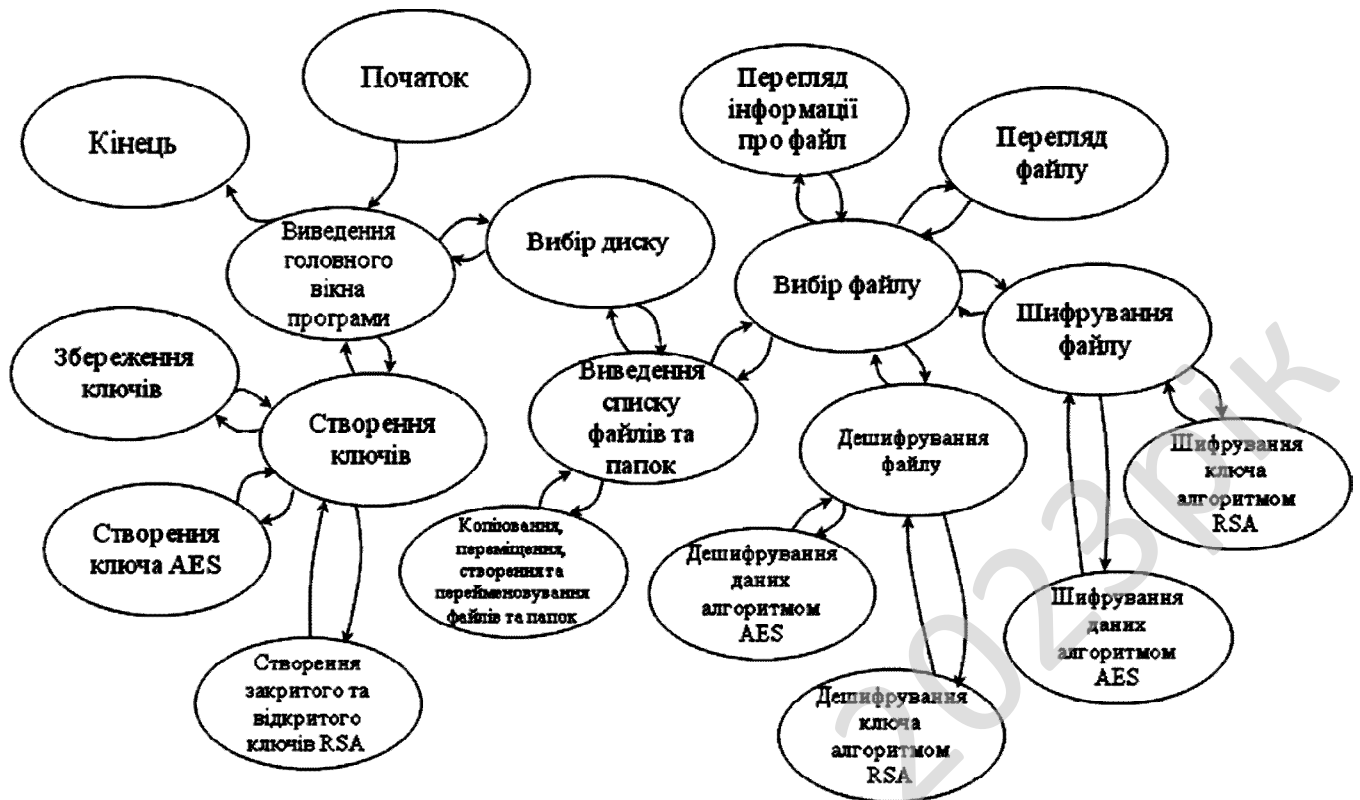 Початок
Кінець
Виведення
головного
вікна
програми
Вибір диску
Збереження
ключів
Створення
ключів
Створення
ключа AES
Створення
закритого та
відкритого
ключів RSA
Виведення
списку
файлів та
папок
Копіювання,
переміщення,
створення та
перейменовування
файлів та папок
Перегляд
інформації
про файл
Перегляд
файлу
Вибір файлу
Шифрування
файлу
Дешифрування
файлу
Шифрування
ключа
алгоритмом
RSA
Дешифрування
даних
алгоритмом
AES
Шифрування
даних
алгоритмом
AES
Дешифрування
ключа
алгоритмом
RSA
2023рік